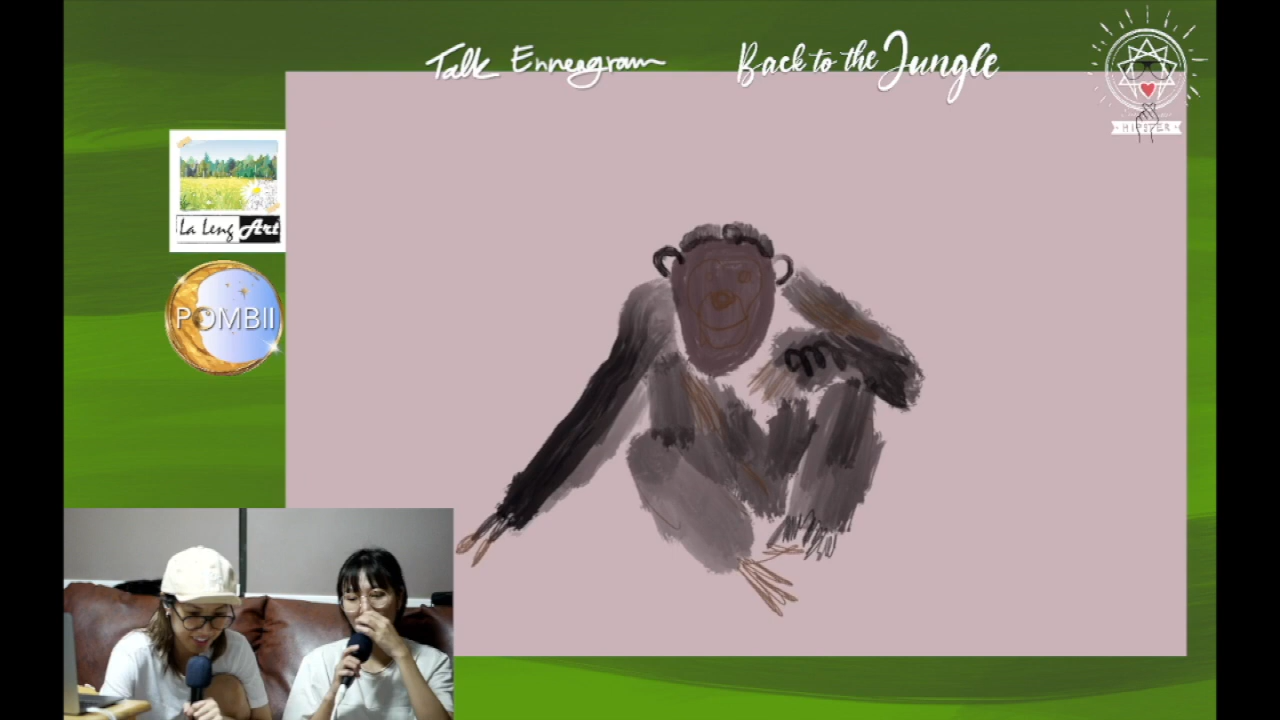 Talk Enneagram
Back to the Jungle
HIPSTER
La Leng Art
POMBII